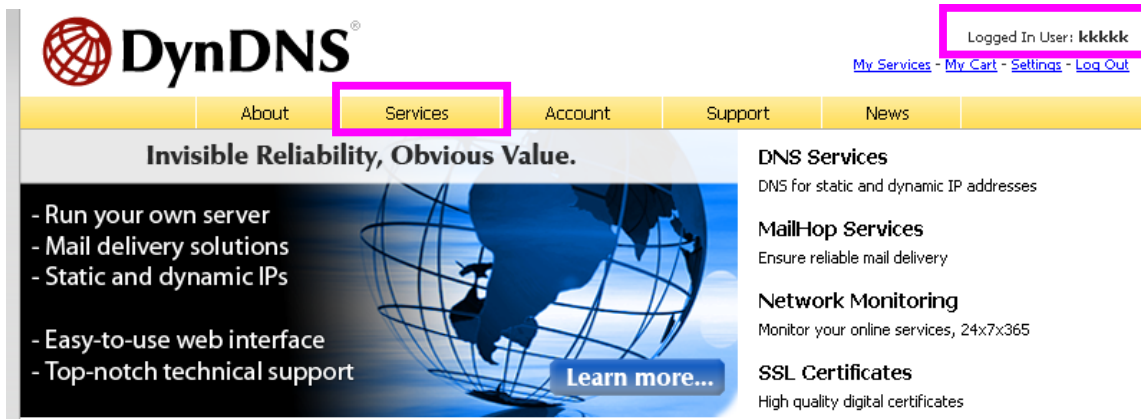 DynDNS®
Logged In User: kkkkk
My Services - My Cart - Settings - Log Out
About Services Account Support News
Invisible Reliability, Obvious Value.
- Run your own server
- Mail delivery solutions
- Static and dynamic IPs
- Easy-to-use web interface
- Top-notch technical support
Learn more...
DNS Services
DNS for static and dynamic IP addresses
MailHop Services
Ensure reliable mail delivery
Network Monitoring
Monitor your online services, 24x7x365
SSL Certificates
High quality digital certificates